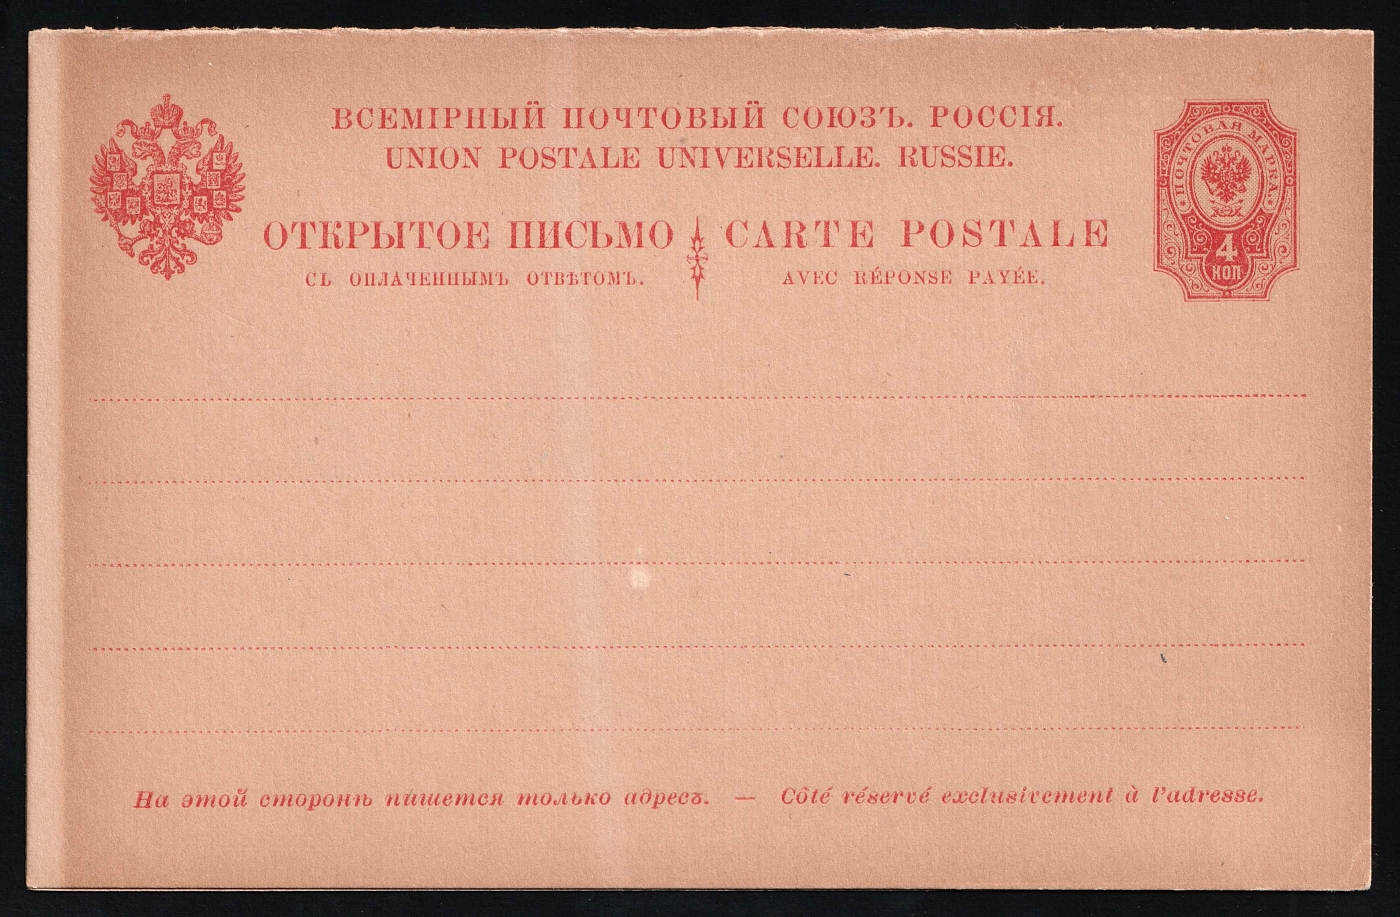 ВСЕМІРНЫЙ ПОЧТОВЫЙ СОЮЗЪ. РОССІЯ.
UNION POSTALE UNIVERSELLE. RUSSIE.
ОТКРЫТОЕ ПИСЬМО CARTE POSTALE
СЪ ОПЛАЧЕННЫМЪ ОТВѢТОМЪ. AVEC RÉPONSE PAYÉE.
ПОЧТОВАЯ МАРКА.
4
КОП.
На этой сторонѣ пишется только адресъ. — Côté réservé exclusivement à l'adresse.